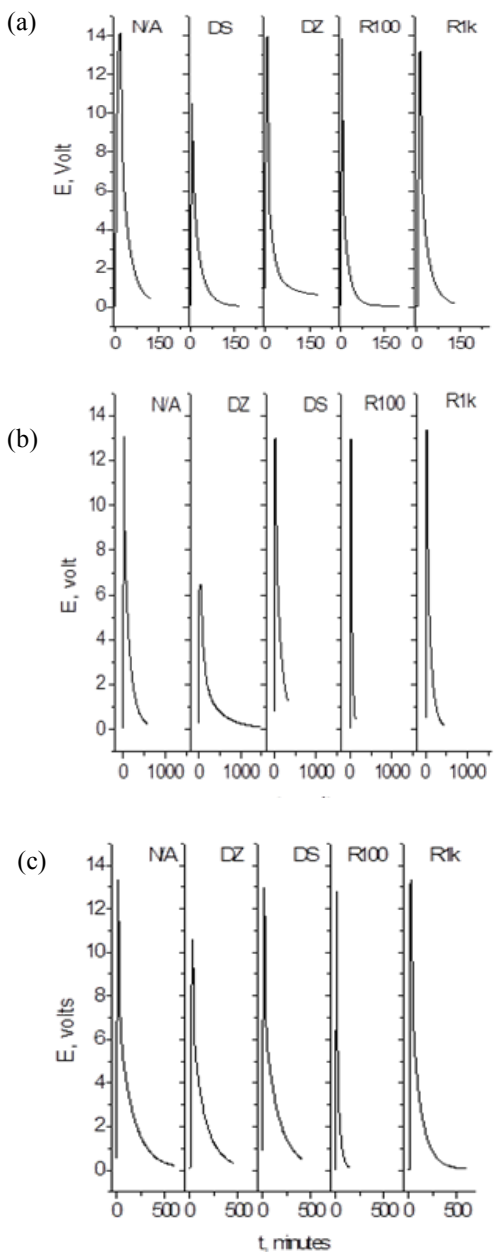 (a)
N/A DS DZ R100 R1k
14
12
10
8
6
4
2
0
E, Volt
0 150 0 150 0 150 0 150 0 150
(b)
N/A DZ DS R100 R1k
14
12
10
8
6
4
2
0
E, volt
0 1000 0 1000 0 1000 0 1000 0 1000
(c)
N/A DZ DS R100 R1k
14
12
10
8
6
4
2
0
E, volts
0 500 0 500 0 500 0 500 0 500
t, minutes